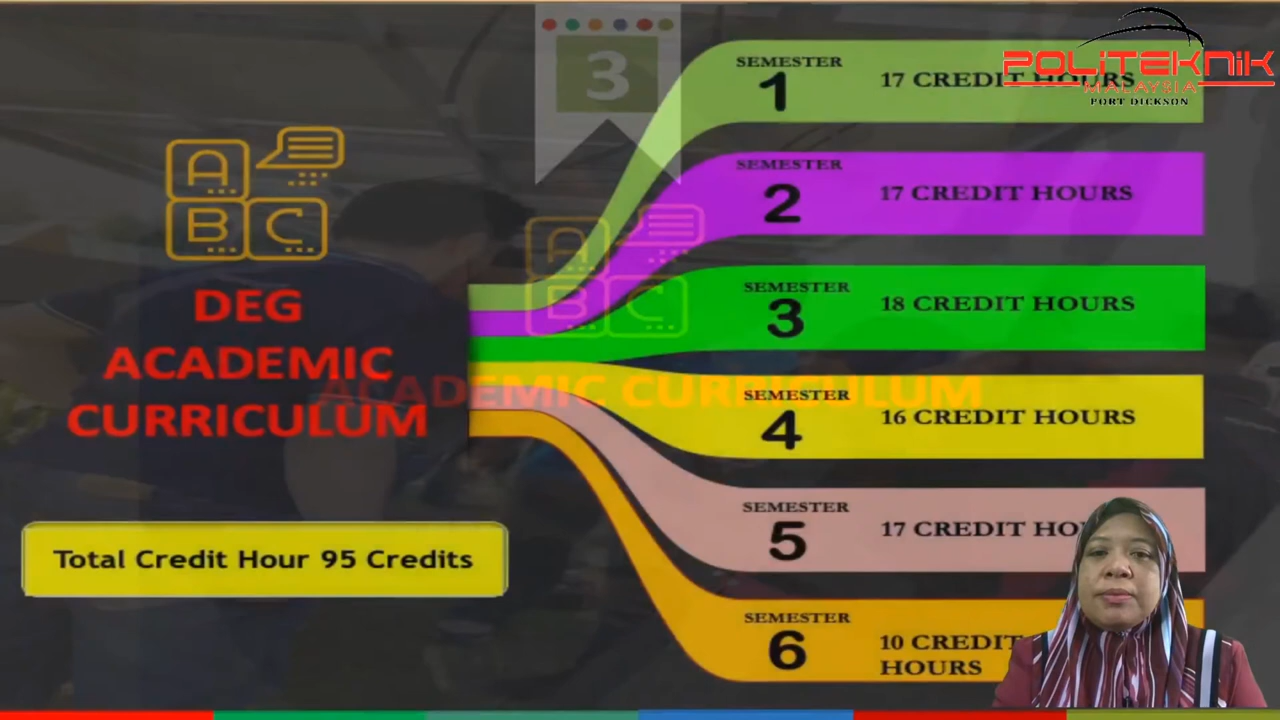 3
POLITEKNIK
MALAYSIA
PORT DICKSON
A
B C
DEG
ACADEMIC
CURRICULUM
Total Credit Hour 95 Credits
A
B C
ACADEMIC CURRICULUM
SEMESTER
1
17 CREDIT HOURS
SEMESTER
2
17 CREDIT HOURS
SEMESTER
3
18 CREDIT HOURS
SEMESTER
4
16 CREDIT HOURS
SEMESTER
5
17 CREDIT HO
SEMESTER
6
10 CREDIT
HOURS